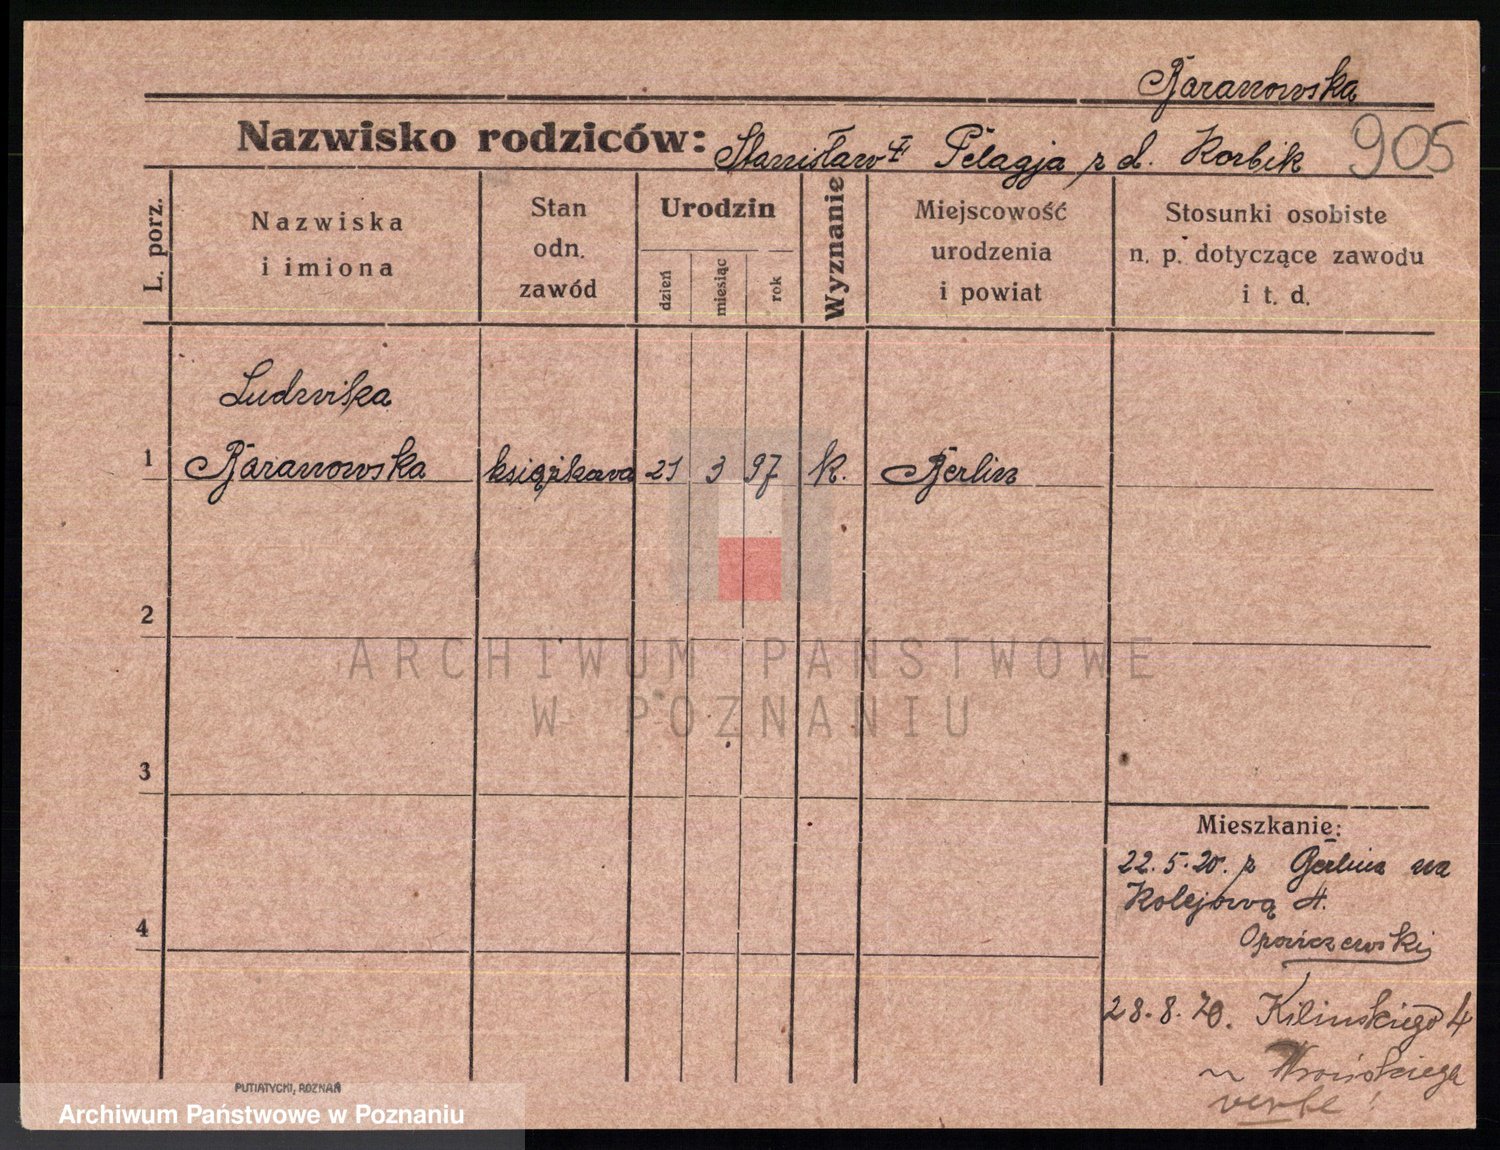 Baranowska
Nazwisko rodziców: Stanisław Pelagja z d. Korbik 905
L. porz.
Nazwiska
i imiona
Stan
odn.
zawód
Urodzin
dzień
miesiąc
rok
Wyznanie
Miejscowość
urodzenia
i powiat
Stosunki osobiste
n. p. dotyczące zawodu
i t. d.
Ludwika
1 Baranowska książkowa 21 3 97 k. Berlin
2
ARCHIWUM PAŃSTWOWE
W POZNANIU
3
Mieszkanie:
22.5.20. z Berlina na
Kolejową 4.
4
28.8.20. Kilinskiego 4
PUTIATYCKI, POZNAŃ
Archiwum Państwowe w Poznaniu